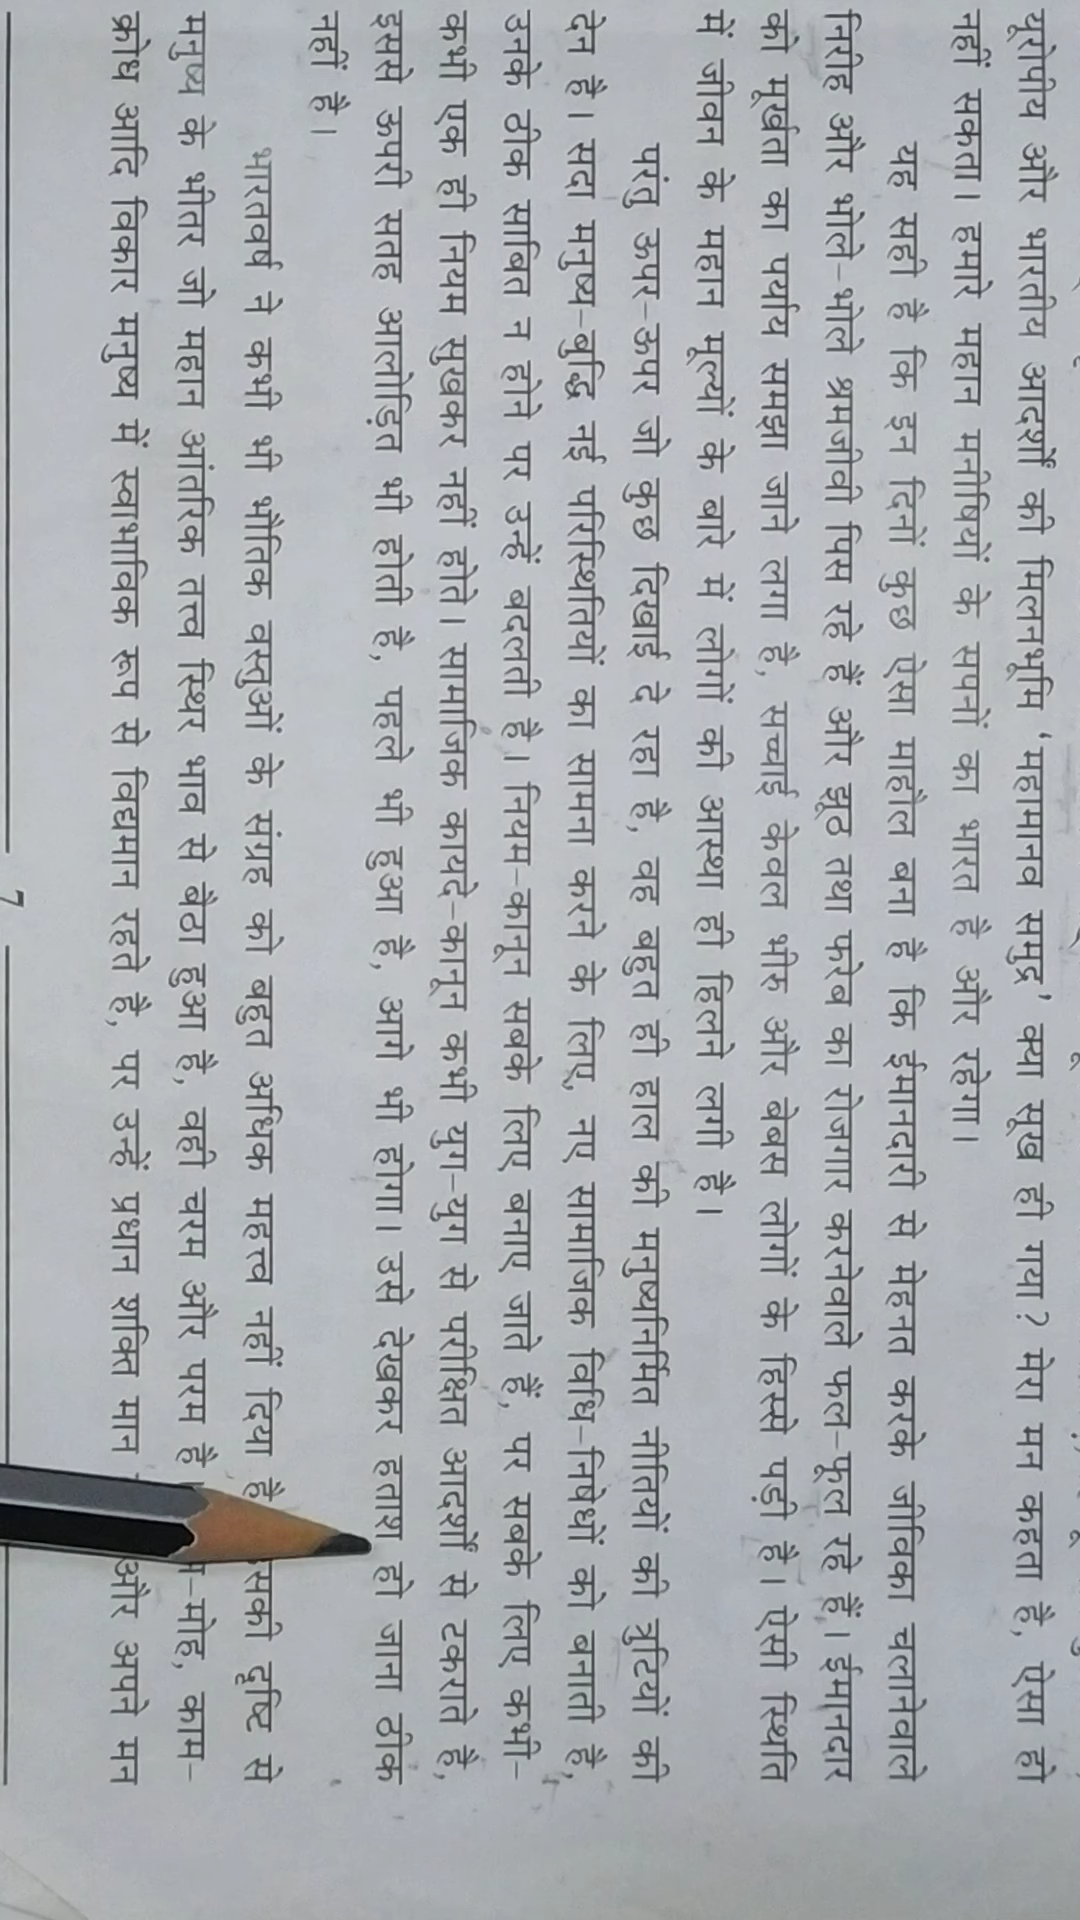 यूरोपीय और भारतीय आदर्शों की मिलनभूमि ‘महामानव समुद्र’ क्या सूख ही गया? मेरा मन कहता है, ऐसा हो
नहीं सकता। हमारे महान मनीषियों के सपनों का भारत है और रहेगा।
यह सही है कि इन दिनों कुछ ऐसा माहौल बना है कि ईमानदारी से मेहनत करके जीविका चलानेवाले
निरीह और भोले-भोले श्रमजीवी पिस रहे हैं और झूठ तथा फरेब का रोजगार करनेवाले फल-फूल रहे हैं। ईमानदार
को मूर्खता का पर्याय समझा जाने लगा है, सच्चाई केवल भीरु और बेबस लोगों के हिस्से पड़ी है। ऐसी स्थिति
में जीवन के महान मूल्यों के बारे में लोगों की आस्था ही हिलने लगी है।
परंतु ऊपर-ऊपर जो कुछ दिखाई दे रहा है, वह बहुत ही हाल की मनुष्यनिर्मित नीतियों की त्रुटियों की
देन है। सदा मनुष्य-बुद्धि नई परिस्थितियों का सामना करने के लिए, नए सामाजिक विधि-निषेधों को बनाती है,
उनके ठीक साबित न होने पर उन्हें बदलती है। नियम-कानून सबके लिए बनाए जाते हैं, पर सबके लिए कभी-
कभी एक ही नियम सुखकर नहीं होते। सामाजिक कायदे-कानून कभी युग-युग से परीक्षित आदर्शों से टकराते हैं,
इससे ऊपरी सतह आलोड़ित भी होती है, पहले भी हुआ है, आगे भी होगा। उसे देखकर हताश हो जाना ठीक
नहीं है।
भारतवर्ष ने कभी भी भौतिक वस्तुओं के संग्रह को बहुत अधिक महत्त्व नहीं दिया है दृष्टि से
मनुष्य के भीतर जो महान आंतरिक तत्त्व स्थिर भाव से बैठा हुआ है, वही चरम और परम है। मोह, काम-
क्रोध आदि विकार मनुष्य में स्वाभाविक रूप से विद्यमान रहते हैं, पर उन्हें प्रधान शक्ति मान और अपने मन
7